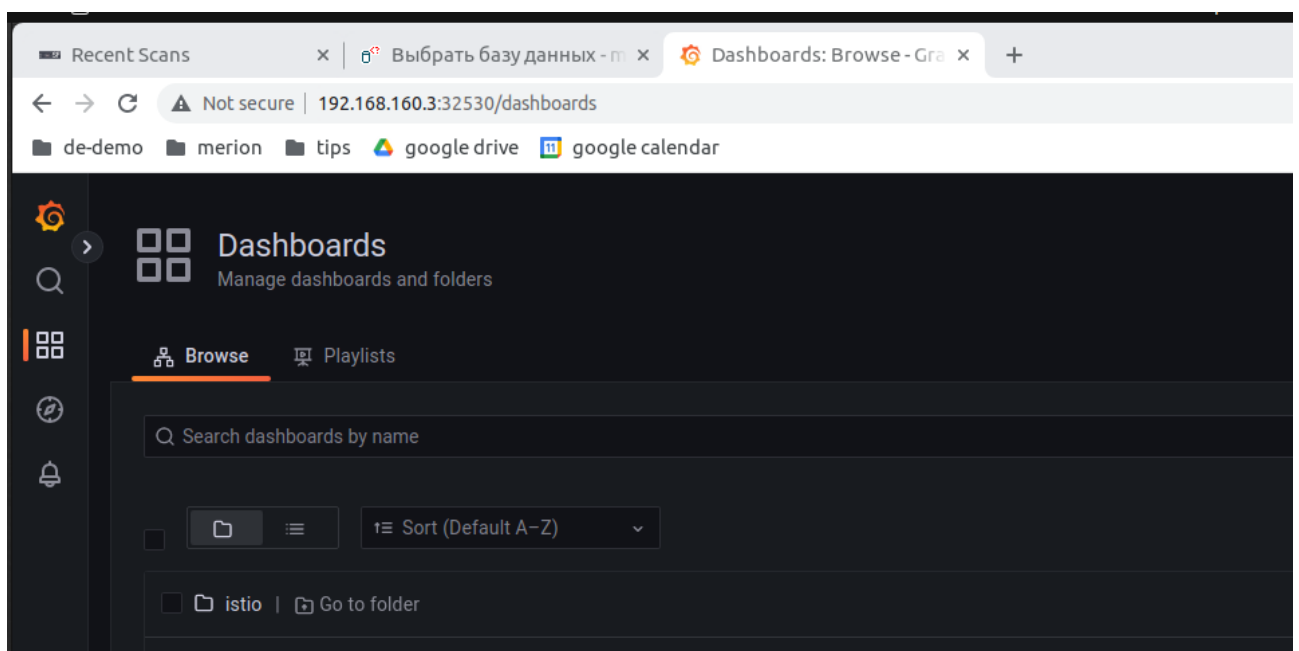 Recent Scans
Выбрать базу данных - m
Dashboards: Browse - Gra
Not secure
192.168.160.3:32530/dashboards
de-demo
merion
tips
google drive
11
google calendar
Dashboards
Manage dashboards and folders
Browse
Playlists
Search dashboards by name
Sort (Default A–Z)
istio | Go to folder